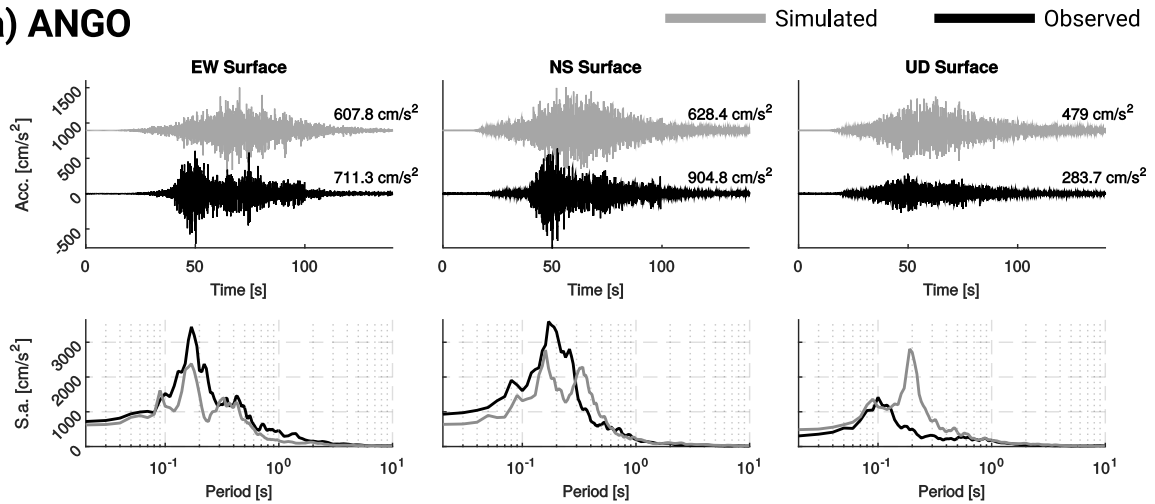 a) ANGO
Simulated
Observed
EW Surface
NS Surface
UD Surface
Acc. [cm/s²]
1500
1000
500
0
-500
607.8 cm/s²
711.3 cm/s²
628.4 cm/s²
904.8 cm/s²
479 cm/s²
283.7 cm/s²
0 50 100
0 50 100
0 50 100
Time [s]
Time [s]
Time [s]
S.a. [cm/s²]
3000
2000
1000
0
10⁻¹ 10⁰ 10¹
10⁻¹ 10⁰ 10¹
10⁻¹ 10⁰ 10¹
Period [s]
Period [s]
Period [s]